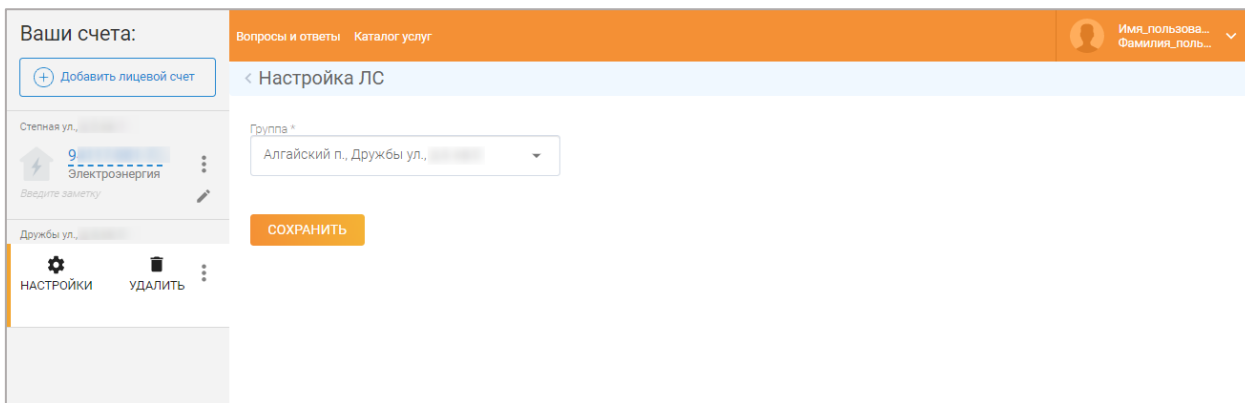 Ваши счета:
Добавить лицевой счет
Степная ул.,
9
Электроэнергия
Введите заметку
Дружбы ул.,
НАСТРОЙКИ УДАЛИТЬ
Вопросы и ответы Каталог услуг
Имя_пользова...
Фамилия_поль...
< Настройка ЛС
Группа *
Алгайский п., Дружбы ул.,
СОХРАНИТЬ